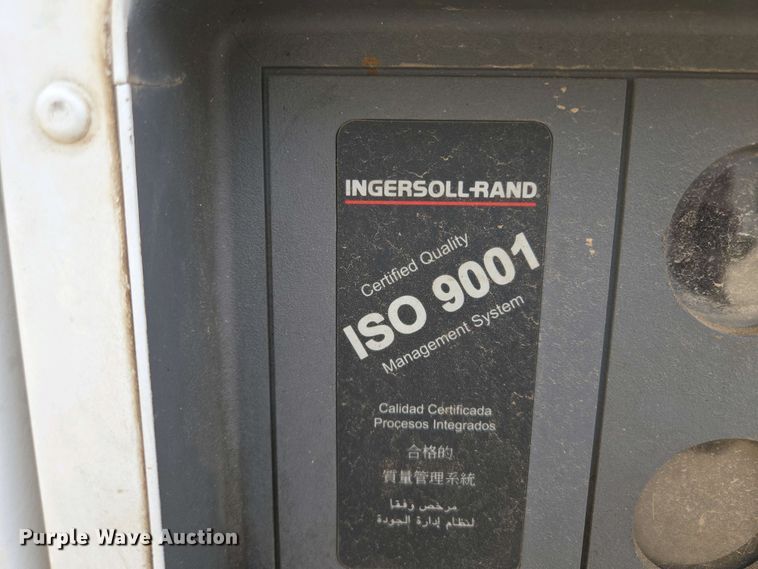 INGERSOLL-RAND
Certified Quality
ISO 9001
Management System
Calidad Certificada
Procesos Integrados
合格的
質量管理系統
مرخص رفقا
لنظام إدارة الجودة
Purple Wave Auction